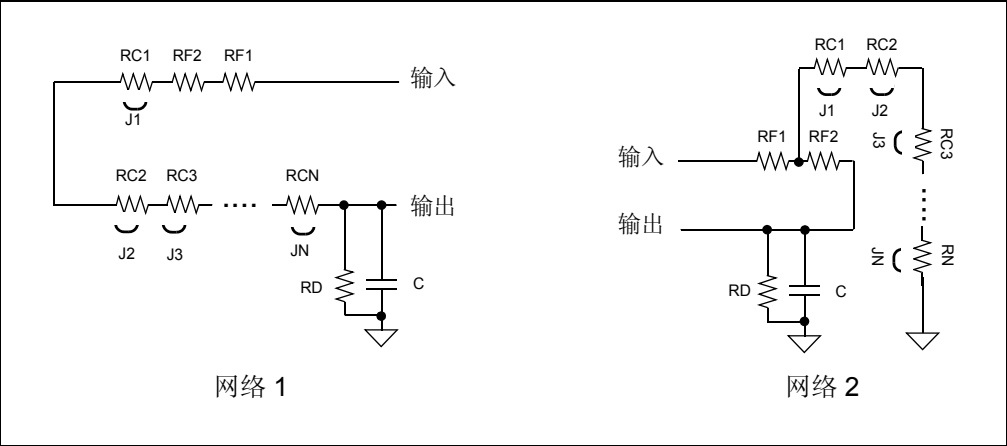 RC1 RF2 RF1
输入
J1
RC2 RC3 RCN
输出
J2 J3 JN
RD C
网络 1
RC1 RC2
J1 J2
J3 RC3
RF1 RF2
输入
输出
JN RN
RD C
网络 2